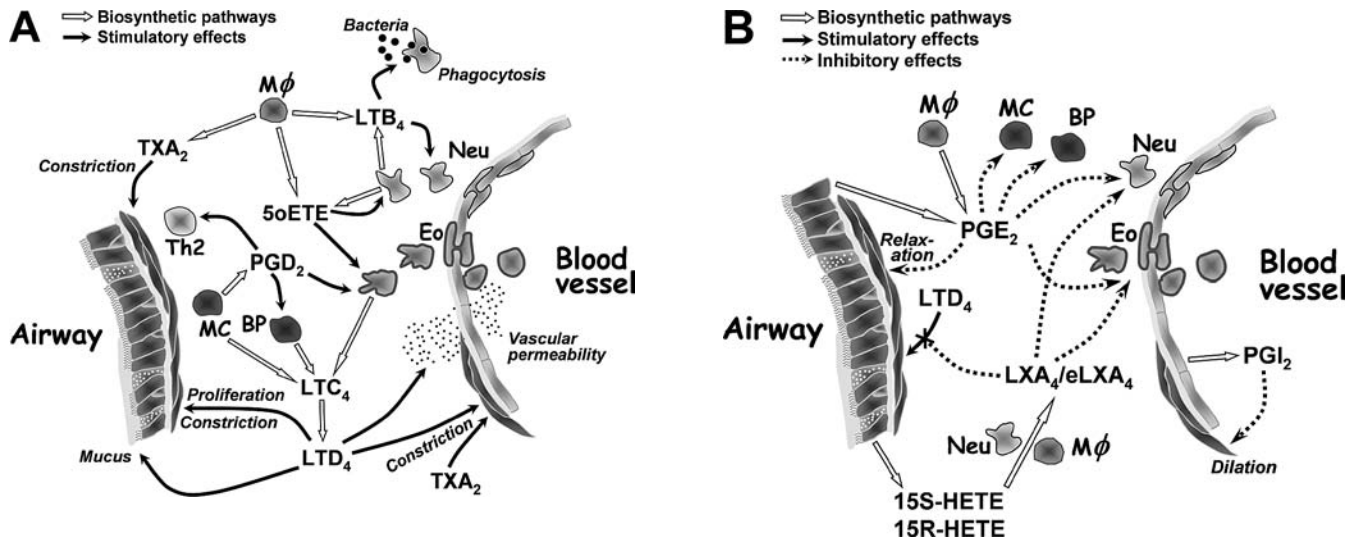 A
Biosynthetic pathways
Stimulatory effects
Bacteria
Phagocytosis
Mϕ
LTB₄
TXA₂
Neu
Constriction
5oETE
Th2
Eo
PGD₂
Blood
vessel
MC
BP
Airway
Vascular
permeability
LTC₄
Proliferation
Constriction
Constriction
Mucus
LTD₄
TXA₂
B
Biosynthetic pathways
Stimulatory effects
Inhibitory effects
Mϕ
MC
BP
Neu
PGE₂
Relax-
ation
Eo
Blood
vessel
LTD₄
Airway
PGI₂
LXA₄/eLXA₄
Neu
Mϕ
Dilation
15S-HETE
15R-HETE